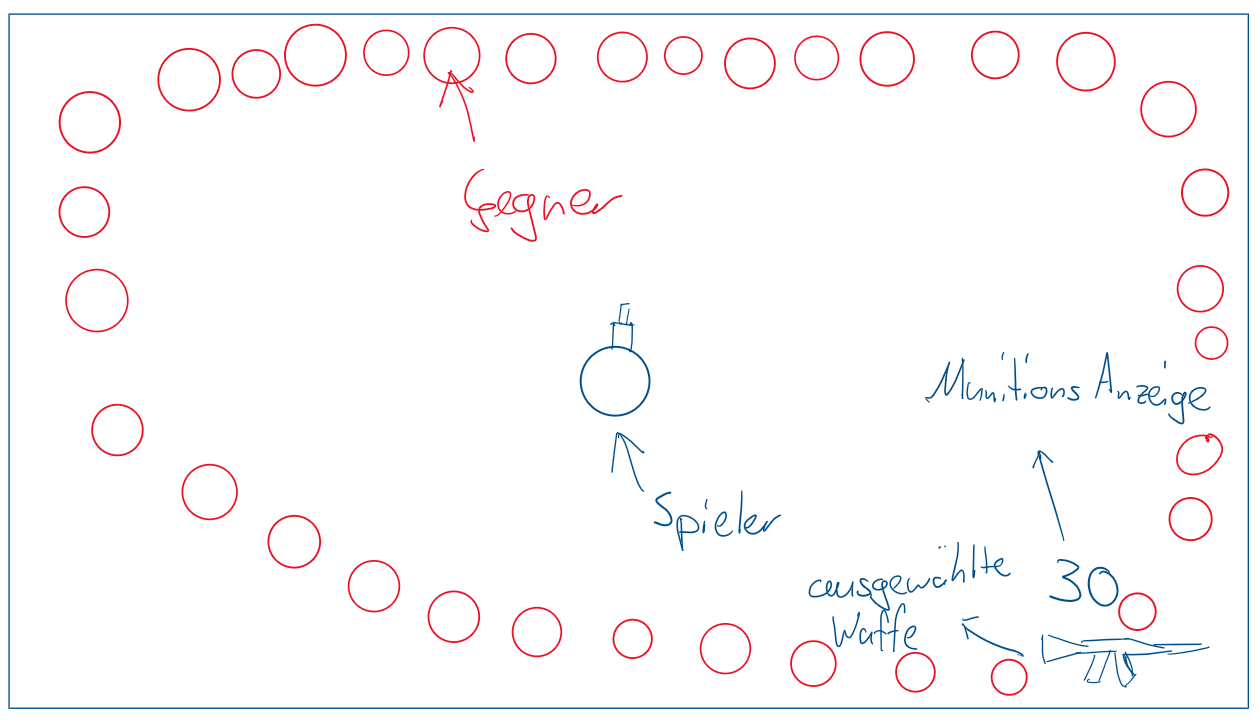 Gegner
Munitions Anzeige
Spieler
ausgewählte
Waffe
30